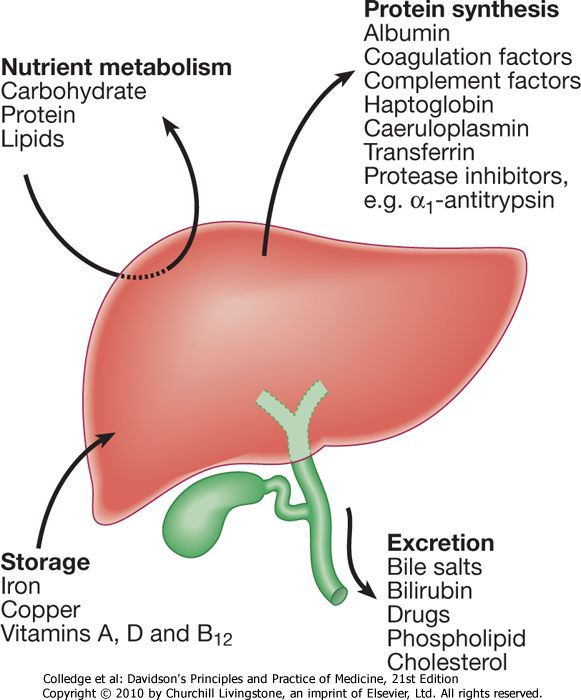 Protein synthesis
Albumin
Coagulation factors
Complement factors
Haptoglobin
Caeruloplasmin
Transferrin
Protease inhibitors,
e.g. α₁-antitrypsin
Nutrient metabolism
Carbohydrate
Protein
Lipids
Storage
Iron
Copper
Vitamins A, D and B₁₂
Excretion
Bile salts
Bilirubin
Drugs
Phospholipid
Cholesterol
Colledge et al: Davidson's Principles and Practice of Medicine, 21st Edition
Copyright © 2010 by Churchill Livingstone, an imprint of Elsevier, Ltd. All rights reserved.